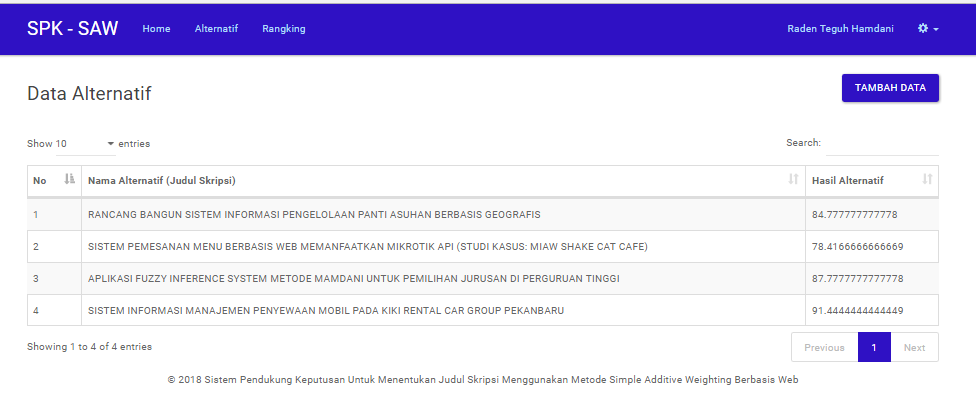 SPK - SAW Home Alternatif Rangking Raden Teguh Hamdani
Data Alternatif TAMBAH DATA
Show 10 entries Search:
No Nama Alternatif (Judul Skripsi) Hasil Alternatif
1 RANCANG BANGUN SISTEM INFORMASI PENGELOLAAN PANTI ASUHAN BERBASIS GEOGRAFIS 84.777777777778
2 SISTEM PEMESANAN MENU BERBASIS WEB MEMANFAATKAN MIKROTIK API (STUDI KASUS: MIAW SHAKE CAT CAFE) 78.4166666666669
3 APLIKASI FUZZY INFERENCE SYSTEM METODE MAMDANI UNTUK PEMILIHAN JURUSAN DI PERGURUAN TINGGI 87.7777777777778
4 SISTEM INFORMASI MANAJEMEN PENYEWAAN MOBIL PADA KIKI RENTAL CAR GROUP PEKANBARU 91.4444444444449
Showing 1 to 4 of 4 entries Previous 1 Next
© 2018 Sistem Pendukung Keputusan Untuk Menentukan Judul Skripsi Menggunakan Metode Simple Additive Weighting Berbasis Web